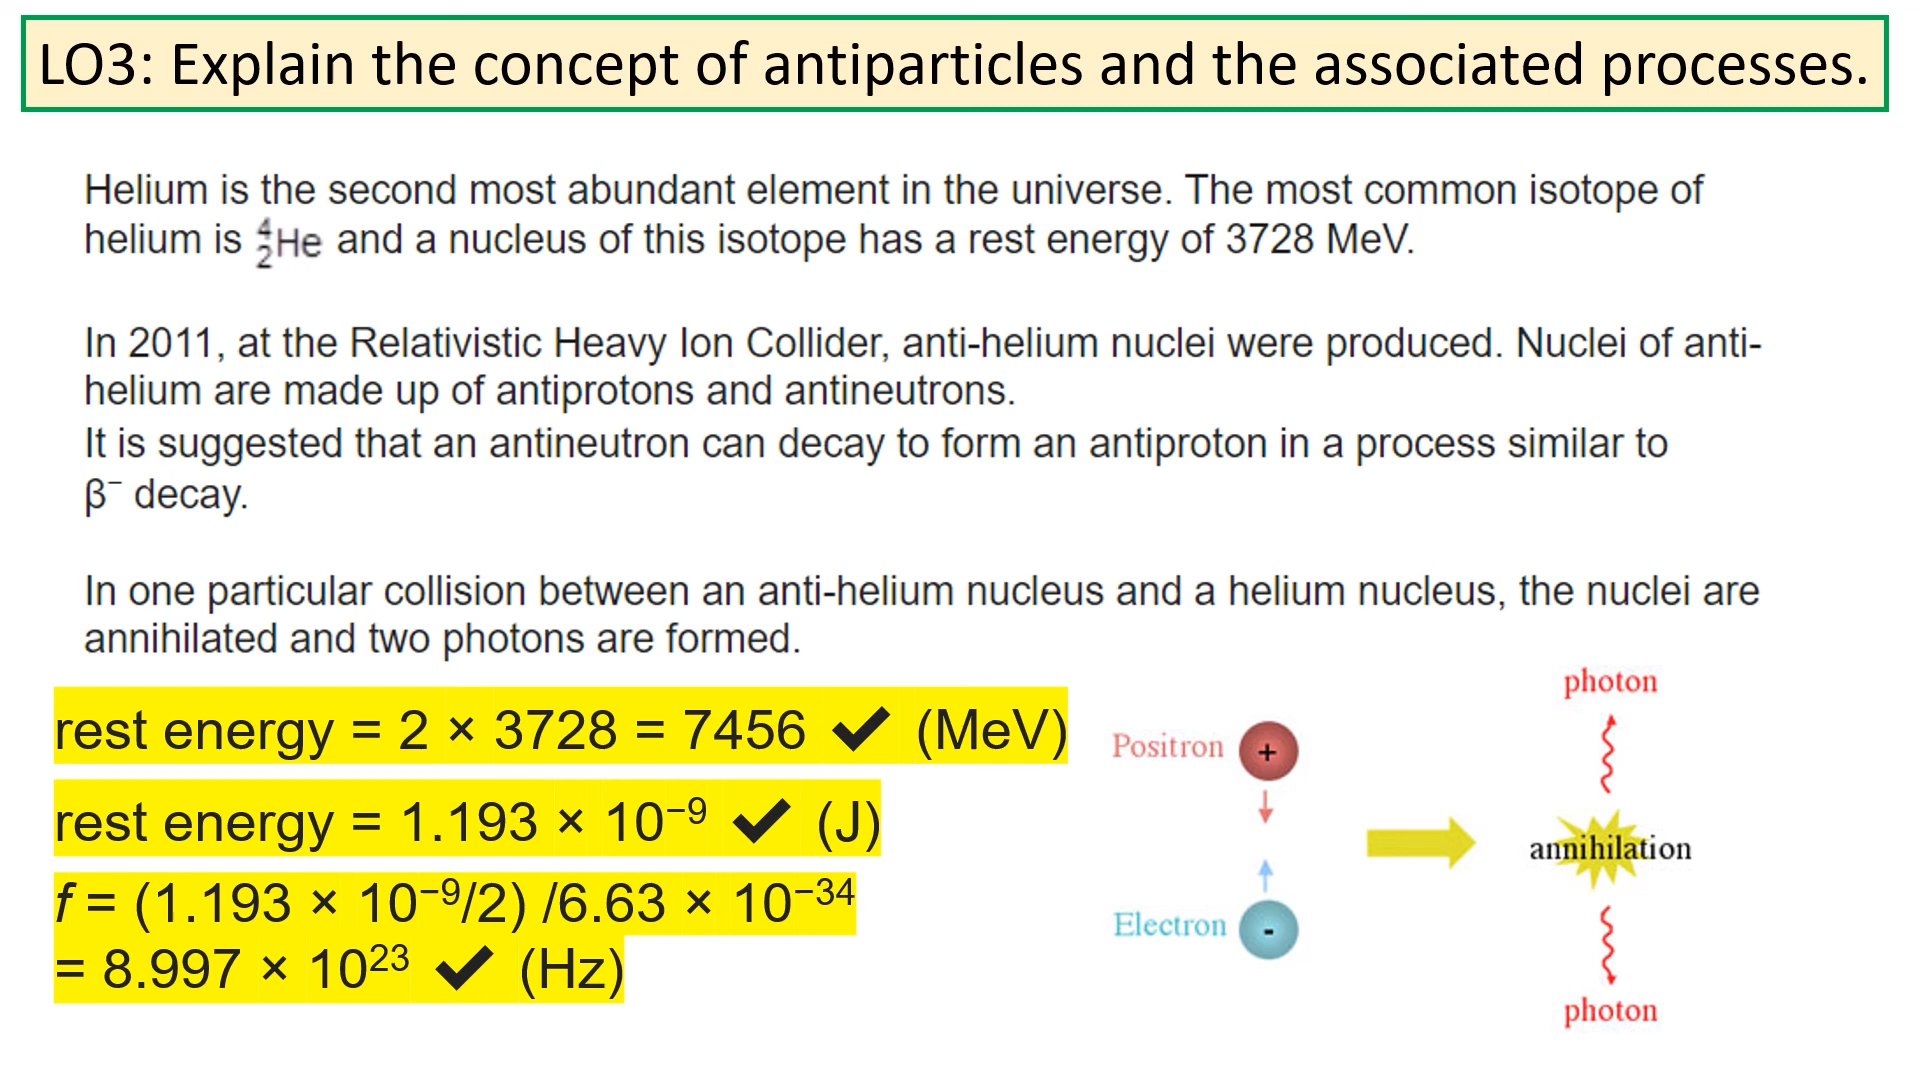 LO3: Explain the concept of antiparticles and the associated processes.
Helium is the second most abundant element in the universe. The most common isotope of
helium is ⁴₂He and a nucleus of this isotope has a rest energy of 3728 MeV.
In 2011, at the Relativistic Heavy Ion Collider, anti-helium nuclei were produced. Nuclei of anti-
helium are made up of antiprotons and antineutrons.
It is suggested that an antineutron can decay to form an antiproton in a process similar to
β⁻ decay.
In one particular collision between an anti-helium nucleus and a helium nucleus, the nuclei are
annihilated and two photons are formed.
rest energy = 2 × 3728 = 7456 ✔ (MeV)
rest energy = 1.193 × 10⁻⁹ ✔ (J)
f = (1.193 × 10⁻⁹/2) /6.63 × 10⁻³⁴
= 8.997 × 10²³ ✔ (Hz)
Positron
+
Electron
-
photon
annihilation
photon